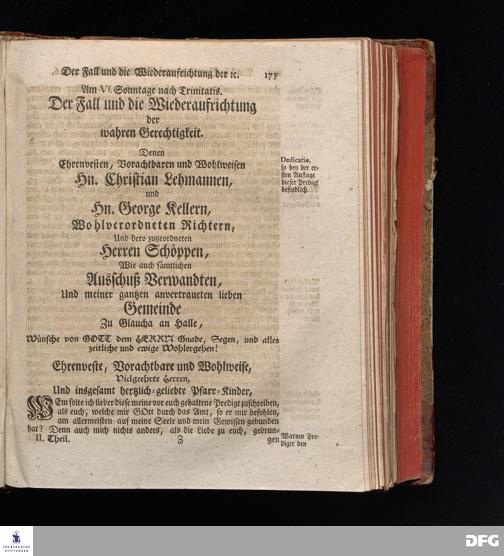 Der Fall und die Wiederaufrichtung der ꝛc. 177
Am VI. Sonntage nach Trinitatis.
Der Fall und die Wiederaufrichtung
der
wahren Gerechtigkeit.
Denen
Ehrenvesten, Vorachtbaren und Wohlweisen
Hn. Christian Lehmannen,
und
Hn. George Kellern,
Wohlverordneten Richtern,
Und dero zugeordneten
Herren Schöppen,
Wie auch sämtlichen
Ausschuß Verwandten,
Und meiner gantzen anvertraueten lieben
Gemeinde
Zu Glaucha an Halle,
Wünsche von GOTT dem HERRN Gnade, Segen, und alles
zeitliche und ewige Wohlergehen!
Ehrenveste, Vorachtbare und Wohlweise,
Vielgeehrte Herren,
Und insgesamt hertzlich-geliebte Pfarr-Kinder,
WEm solte ich lieber diese meine vor euch gehaltene Predigt zuschreiben,
als euch, welche mir GOtt durch das Amt, so er mir befohlen,
am allermeisten auf meine Seele und mein Gewissen gebunden
hat? Denn auch mich nichts anders, als die Liebe zu euch, gedrun-
II. Theil. Z gen
Dedicatio,
so bey der er-
sten Auflage
dieser Predigt
befindlich.
Warum Pre-
diger den
FRANCKESCHE
STIFTUNGEN
DFG